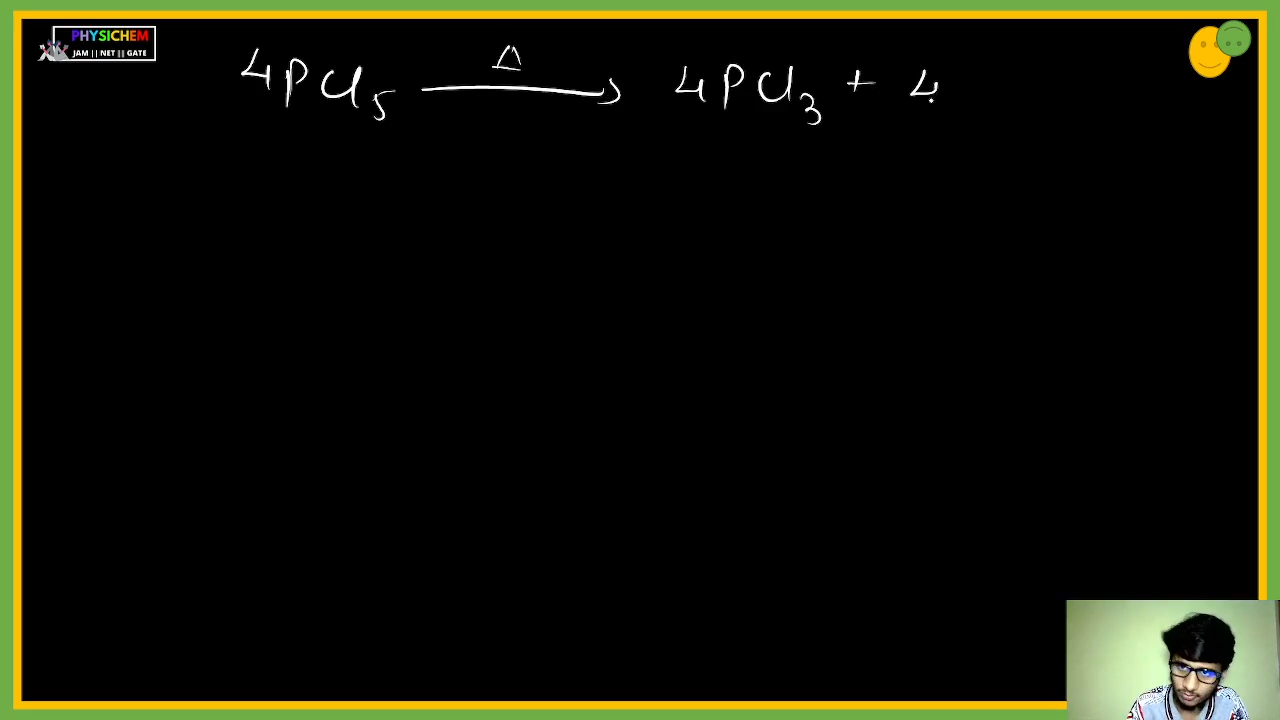 PHYSICHEM
JAM || NET || GATE
Δ
4PCl₅ ⟶ 4PCl₃ + 4